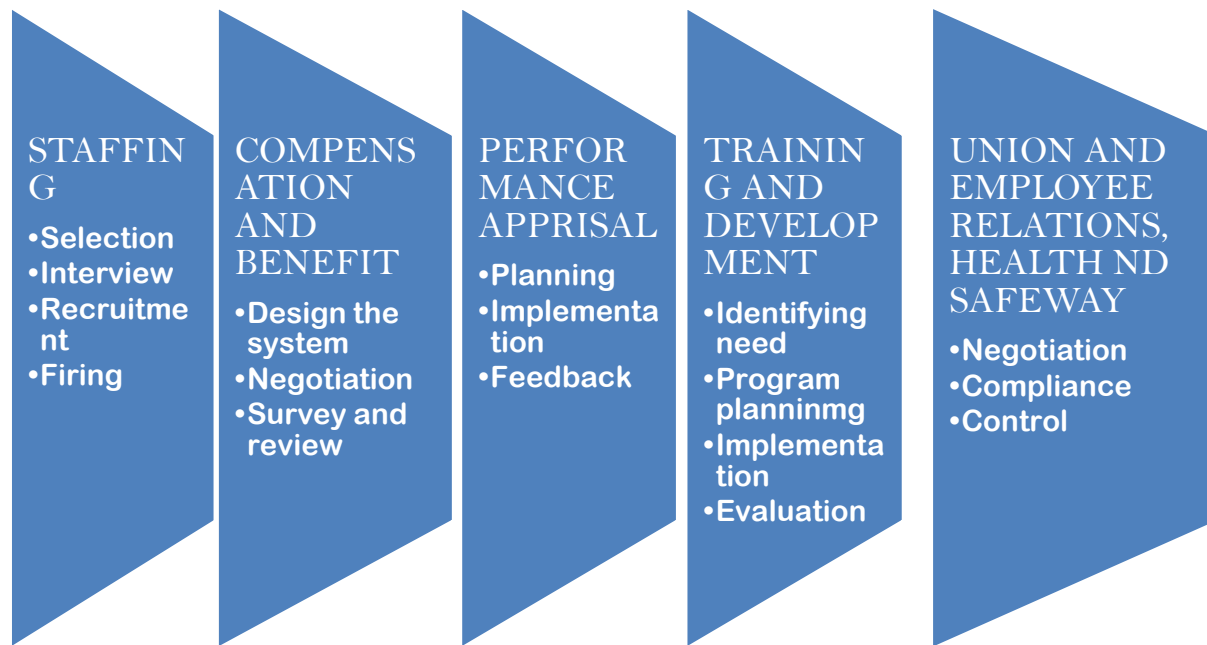 STAFFIN
G
•Selection
•Interview
•Recruitme
nt
•Firing
COMPENS
ATION
AND
BENEFIT
•Design the
system
•Negotiation
•Survey and
review
PERFOR
MANCE
APPRISAL
•Planning
•Implementa
tion
•Feedback
TRAININ
G AND
DEVELOP
MENT
•Identifying
need
•Program
planninmg
•Implementa
tion
•Evaluation
UNION AND
EMPLOYEE
RELATIONS,
HEALTH ND
SAFEWAY
•Negotiation
•Compliance
•Control